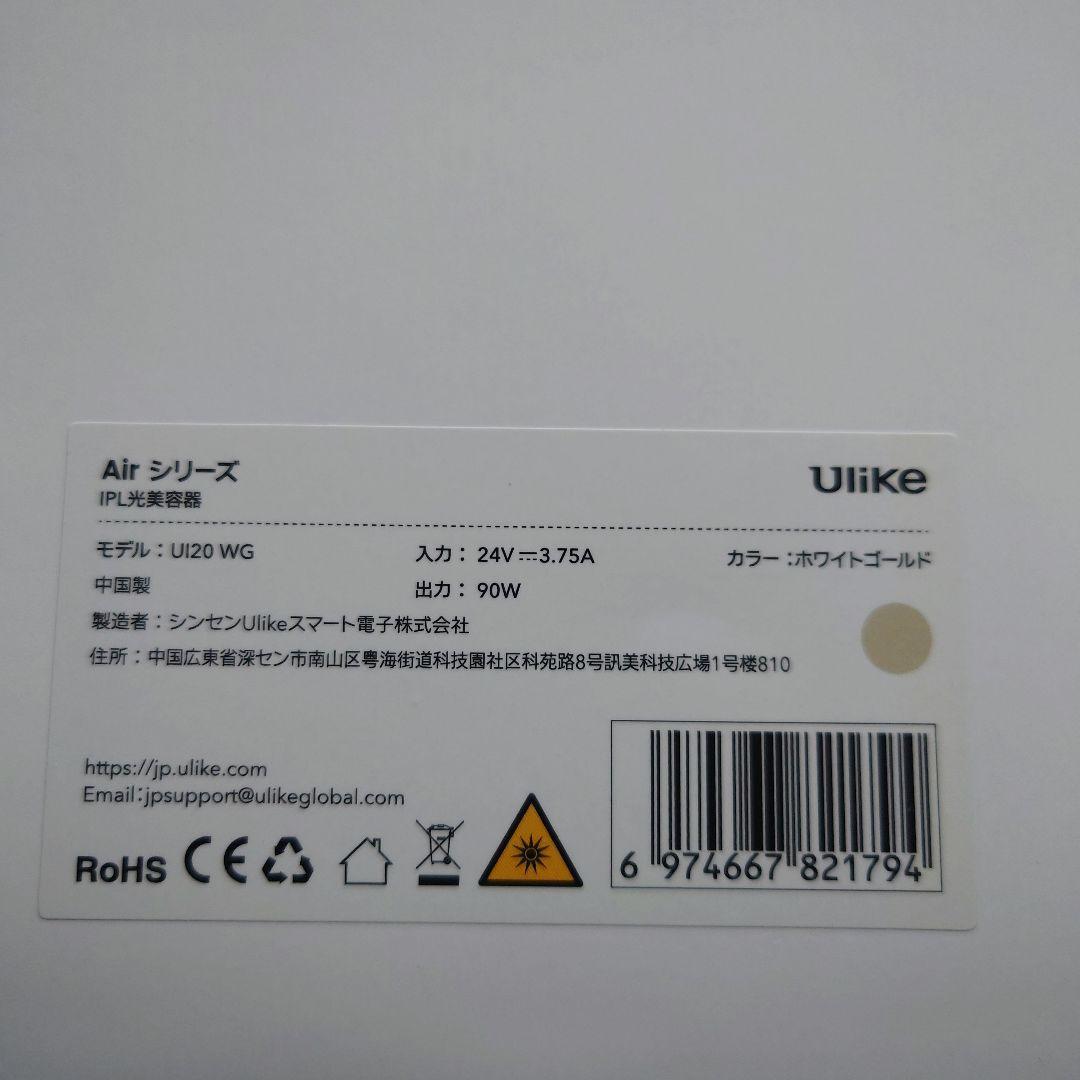 Air シリーズ
Ulike
IPL光美容器
モデル：UI20 WG
入力： 24V⎓3.75A
カラー：ホワイトゴールド
中国製
出力： 90W
製造者：シンセンUlikeスマート電子株式会社
住所：中国広東省深セン市南山区粤海街道科技園社区科苑路8号訊美科技広場1号楼810
https://jp.ulike.com
Email:jpsupport@ulikeglobal.com
RoHS CE
6 974667 821794